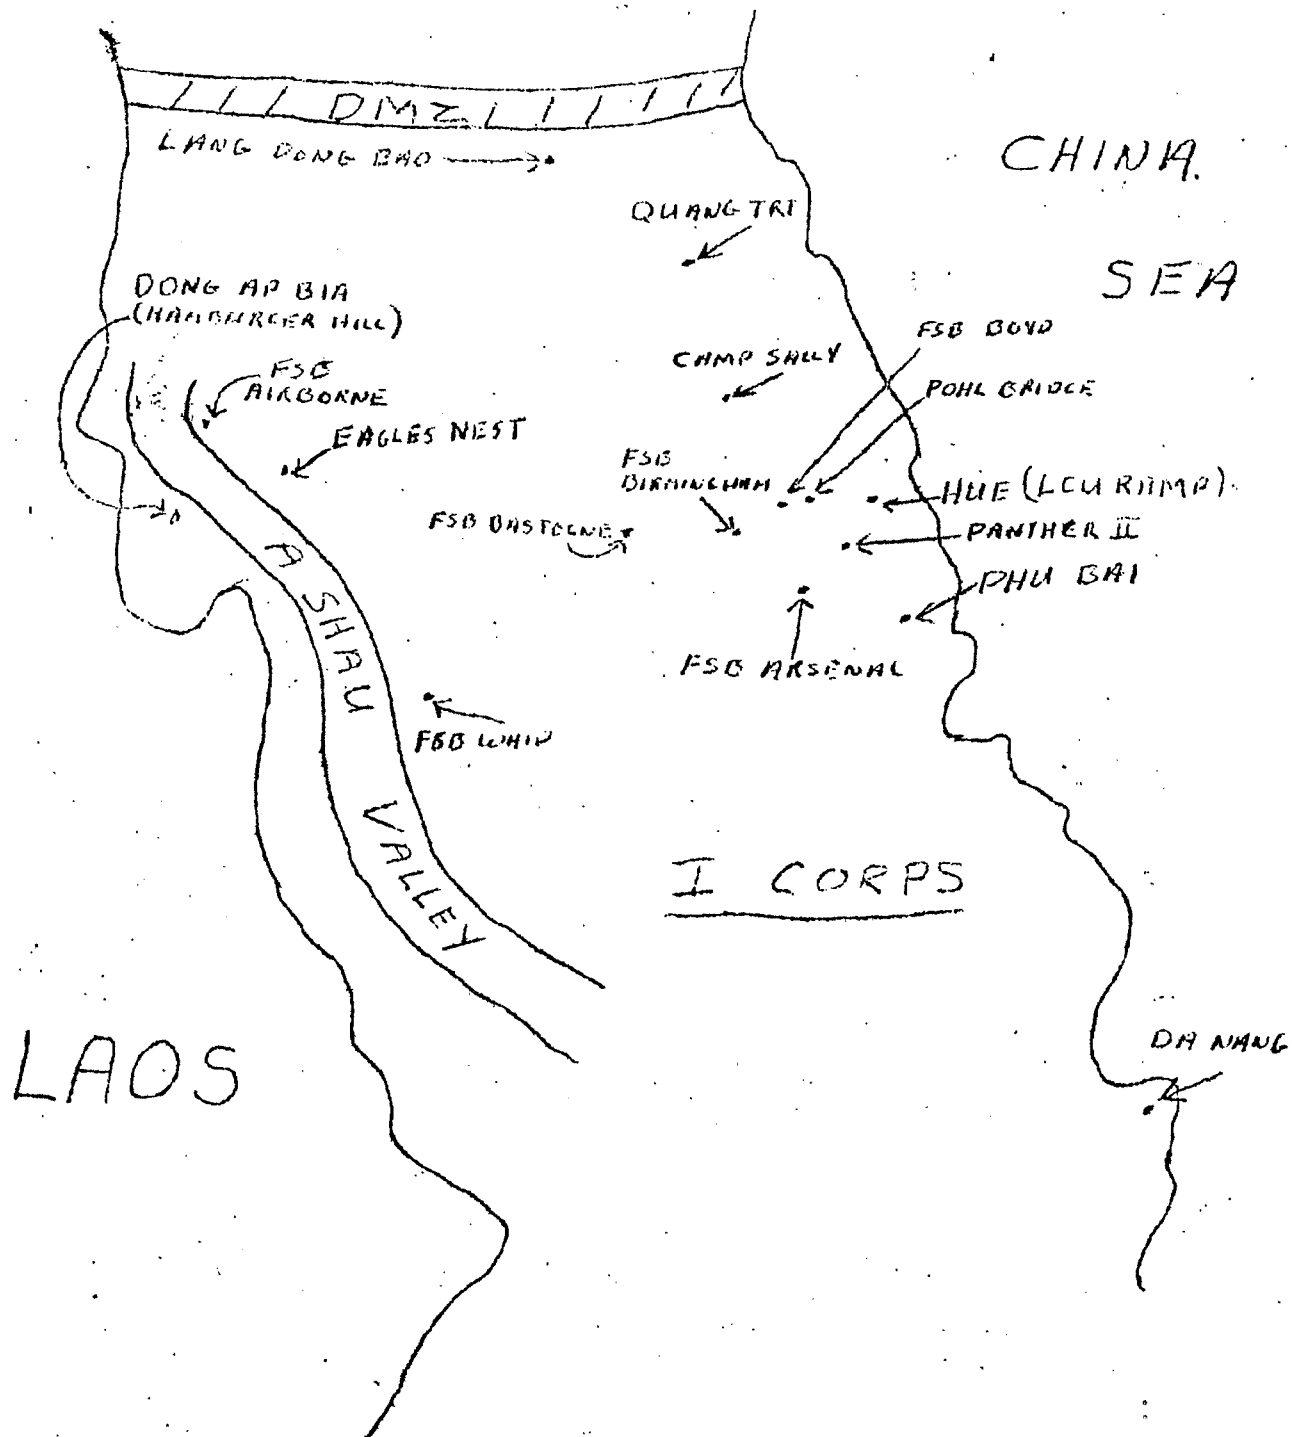 DMZ
LANG DONG BAO
CHINA
SEA
QUANG TRI
DONG AP BIA
(HAMBURGER HILL)
FSB BOYD
CAMP SALLY
FSB
AIRBORNE
POHL BRIDGE
EAGLES NEST
FSB
BIRMINGHAM
HUE (LCU RAMP)
FSB BASTOGNE
PANTHER II
PHU BAI
A SHAU
VALLEY
FSB ARSENAL
FSB WHIP
I CORPS
LAOS
DA NANG